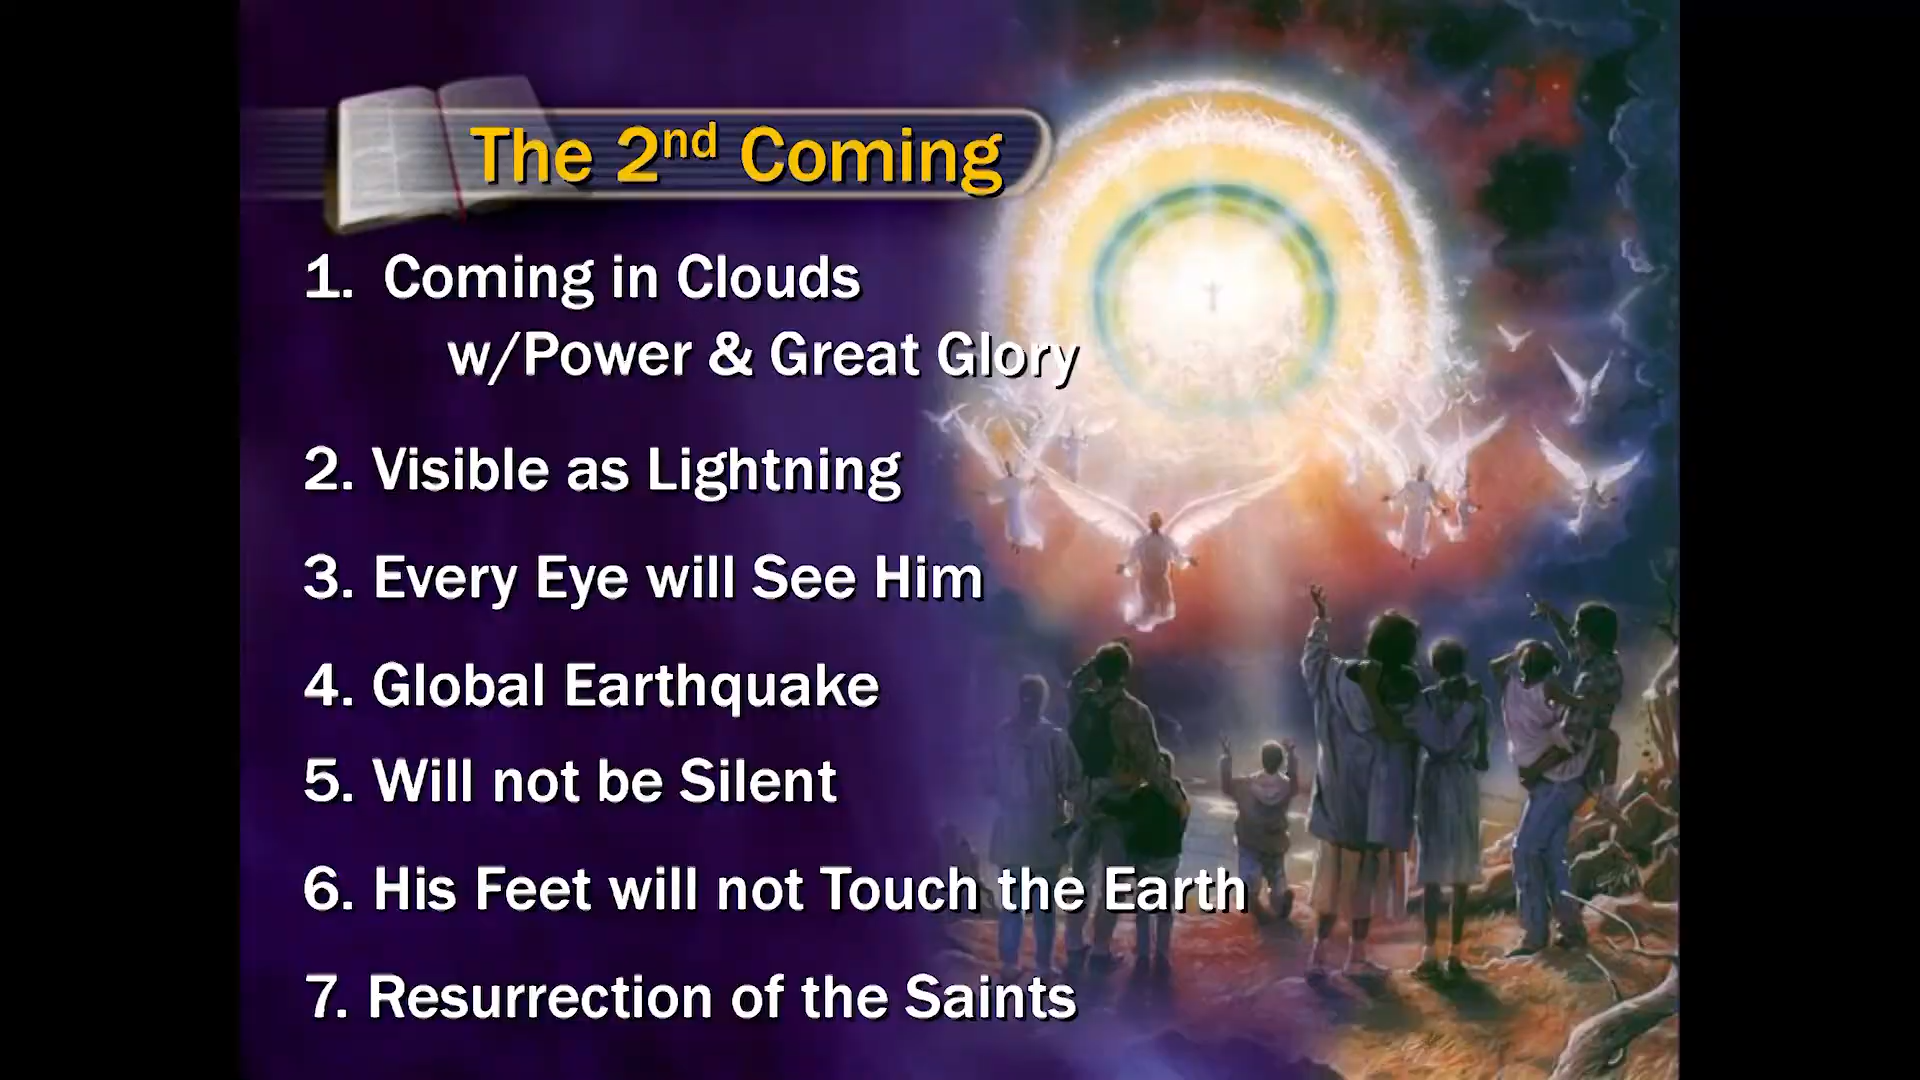 The 2nd Coming
1. Coming in Clouds
w/Power & Great Glory
2. Visible as Lightning
3. Every Eye will See Him
4. Global Earthquake
5. Will not be Silent
6. His Feet will not Touch the Earth
7. Resurrection of the Saints